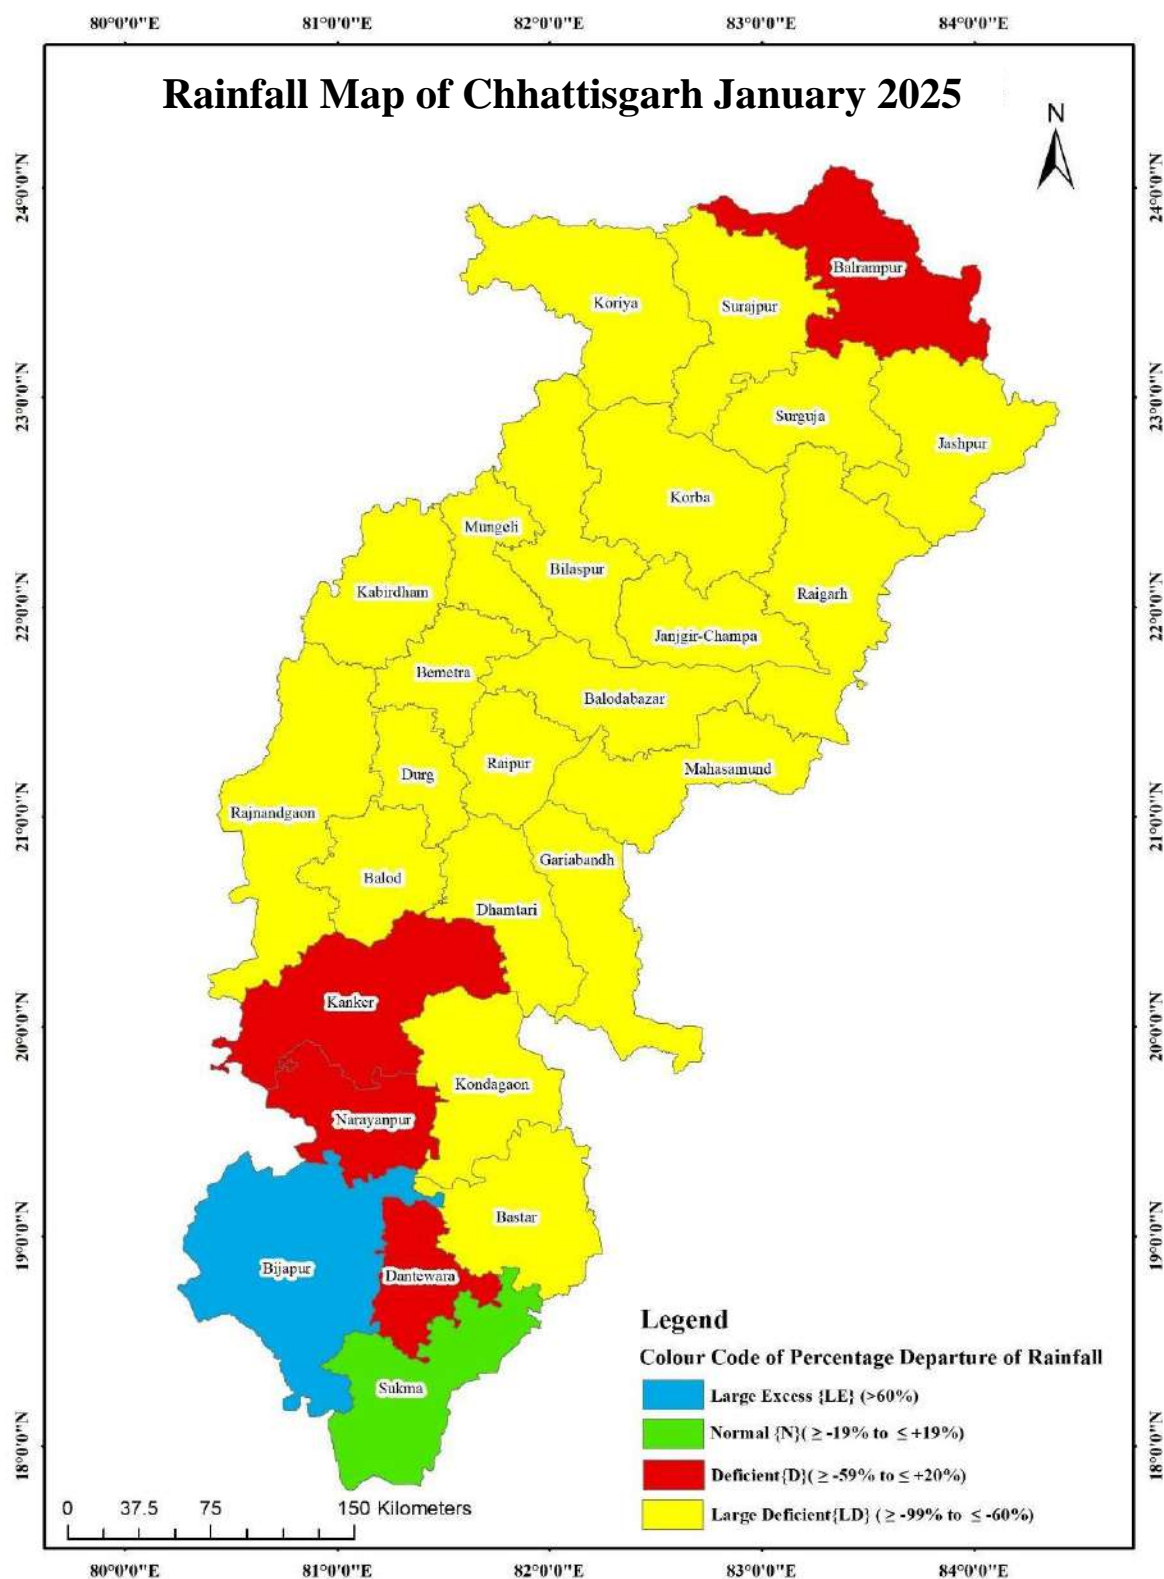 80°0'0"E 81°0'0"E 82°0'0"E 83°0'0"E 84°0'0"E
Rainfall Map of Chhattisgarh January 2025
N
24°0'0"N 24°0'0"N
Balrampur
Koriya
Surajpur
23°0'0"N 23°0'0"N
Surguja
Jashpur
Korba
Mungeli
Bilaspur
Kabirdham
Raigarh
22°0'0"N 22°0'0"N
Janjgir-Champa
Bemetra
Balodabazar
Raipur
Mahasamund
Durg
Rajnandgaon
21°0'0"N 21°0'0"N
Gariabandh
Balod
Dhamtari
Kanker
20°0'0"N 20°0'0"N
Kondagaon
Narayanpur
Bastar
19°0'0"N 19°0'0"N
Bijapur
Dantewara
Sukma
18°0'0"N 18°0'0"N
Legend
Colour Code of Percentage Departure of Rainfall
Large Excess {LE} (>60%)
Normal {N}( ≥ -19% to ≤ +19%)
Deficient{D}( ≥ -59% to ≤ +20%)
Large Deficient{LD} ( ≥ -99% to ≤ -60%)
0 37.5 75 150 Kilometers
80°0'0"E 81°0'0"E 82°0'0"E 83°0'0"E 84°0'0"E